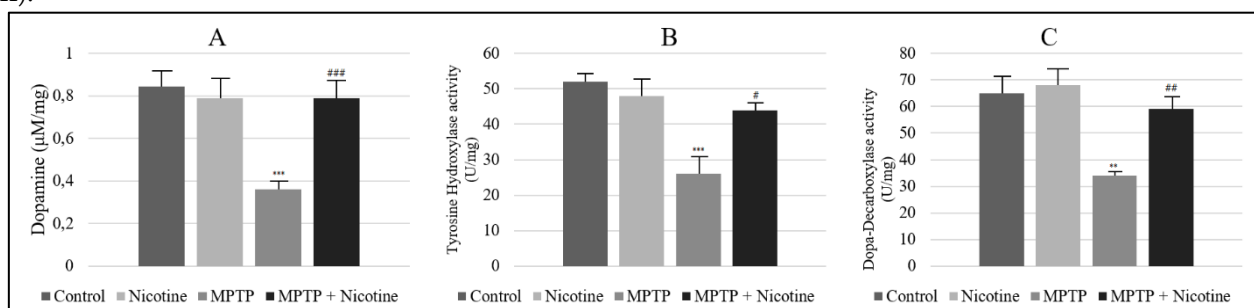 A
Dopamine (µM/mg)
1
0,8
0,6
0,4
0,2
0
***
###
Control Nicotine MPTP MPTP + Nicotine
B
Tyrosine Hydroxylase activity
(U/mg)
60
50
40
30
20
10
0
***
#
Control Nicotine MPTP MPTP + Nicotine
C
Dopa-Decarboxylase activity
(U/mg)
80
70
60
50
40
30
20
10
0
**
##
Control Nicotine MPTP MPTP + Nicotine